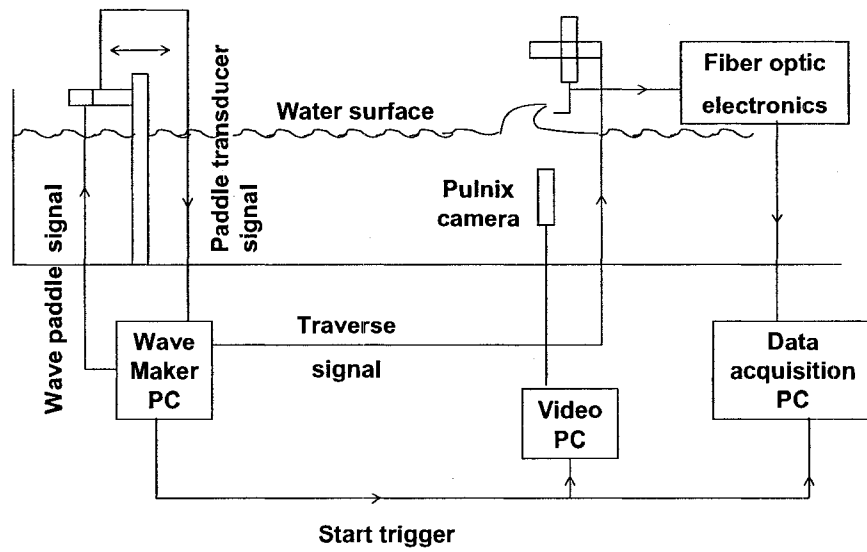 Fiber optic
electronics
Water surface
Paddle transducer
signal
Pulnix
camera
Wave paddle signal
Wave
Maker
PC
Traverse
signal
Video
PC
Data
acquisition
PC
Start trigger